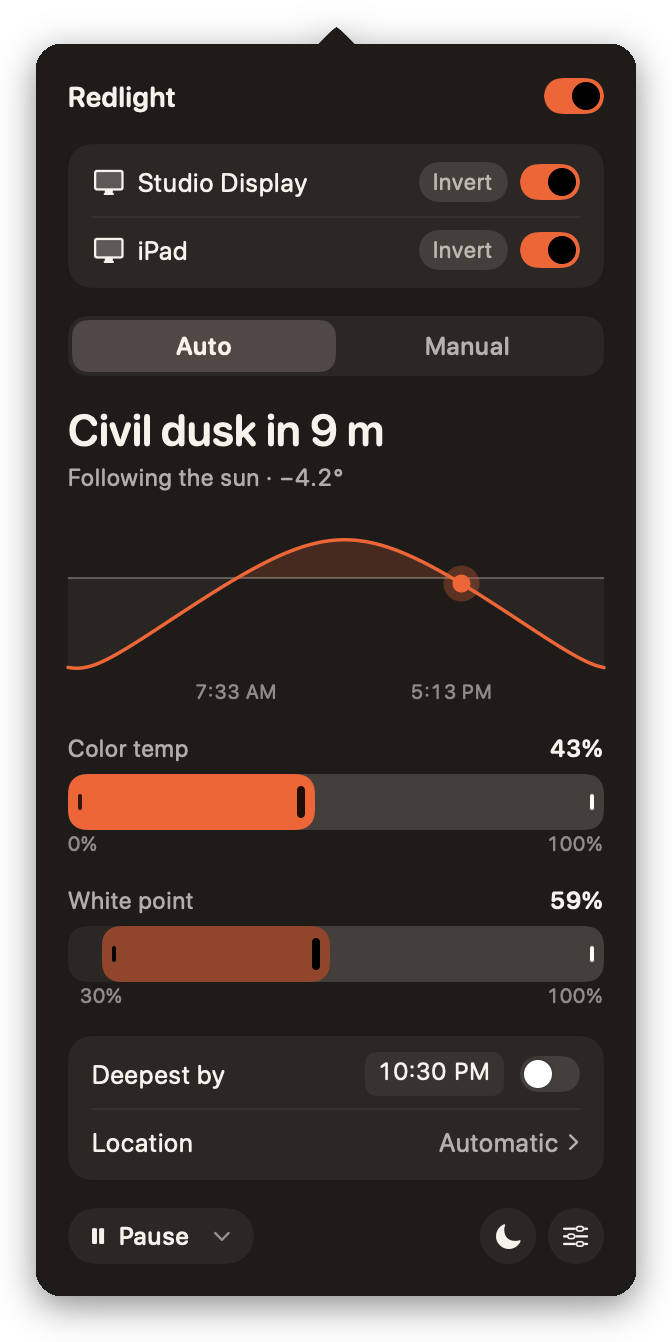 Redlight
Studio Display Invert
iPad Invert
Auto Manual
Civil dusk in 9 m
Following the sun · −4.2°
7:33 AM 5:13 PM
Color temp 43%
0% 100%
White point 59%
30% 100%
Deepest by 10:30 PM
Location Automatic
Pause